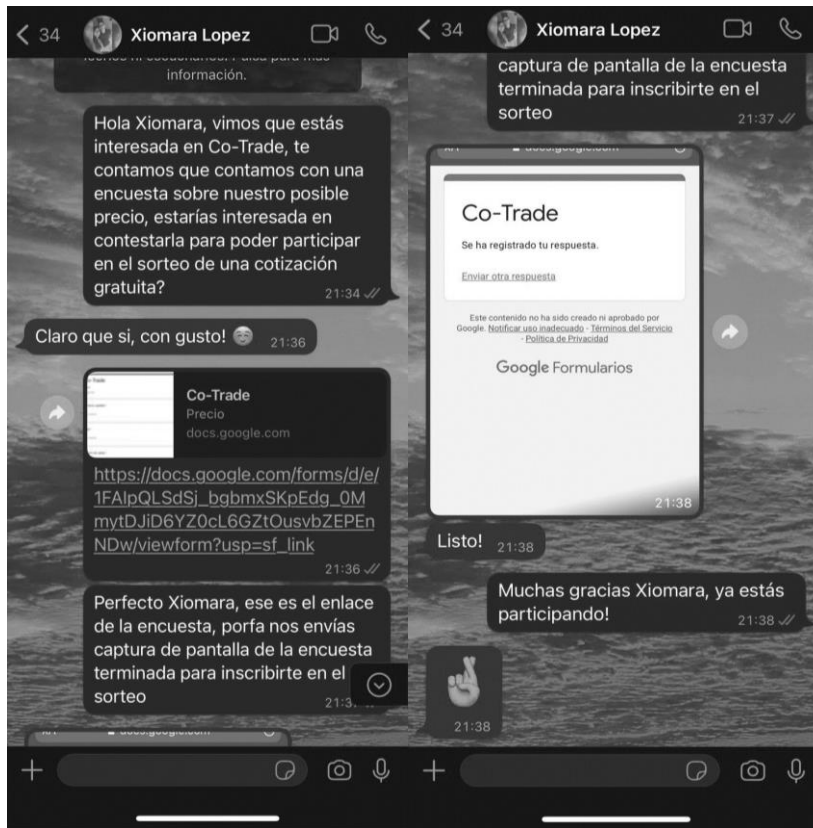 34
Xiomara Lopez
información.
Hola Xiomara, vimos que estás
interesada en Co-Trade, te
contamos que contamos con una
encuesta sobre nuestro posible
precio, estarías interesada en
contestarla para poder participar
en el sorteo de una cotización
gratuita?
21:34
Claro que si, con gusto!
21:36
Co-Trade
Precio
docs.google.com
https://docs.google.com/forms/d/e/
1FAIpQLSdSj_bgbmxSKpEdg_0M
mytDJiD6YZ0cL6GZtOusvbZEPEn
NDw/viewform?usp=sf_link
21:36
Perfecto Xiomara, ese es el enlace
de la encuesta, porfa nos envías
captura de pantalla de la encuesta
terminada para inscribirte en el
sorteo
34
Xiomara Lopez
captura de pantalla de la encuesta
terminada para inscribirte en el
sorteo
21:37
Co-Trade
Se ha registrado tu respuesta.
Enviar otra respuesta
Este contenido no ha sido creado ni aprobado por
Google. Notificar uso inadecuado - Términos del Servicio
- Política de Privacidad
Google Formularios
21:38
Listo!
21:38
Muchas gracias Xiomara, ya estás
participando!
21:38
21:38